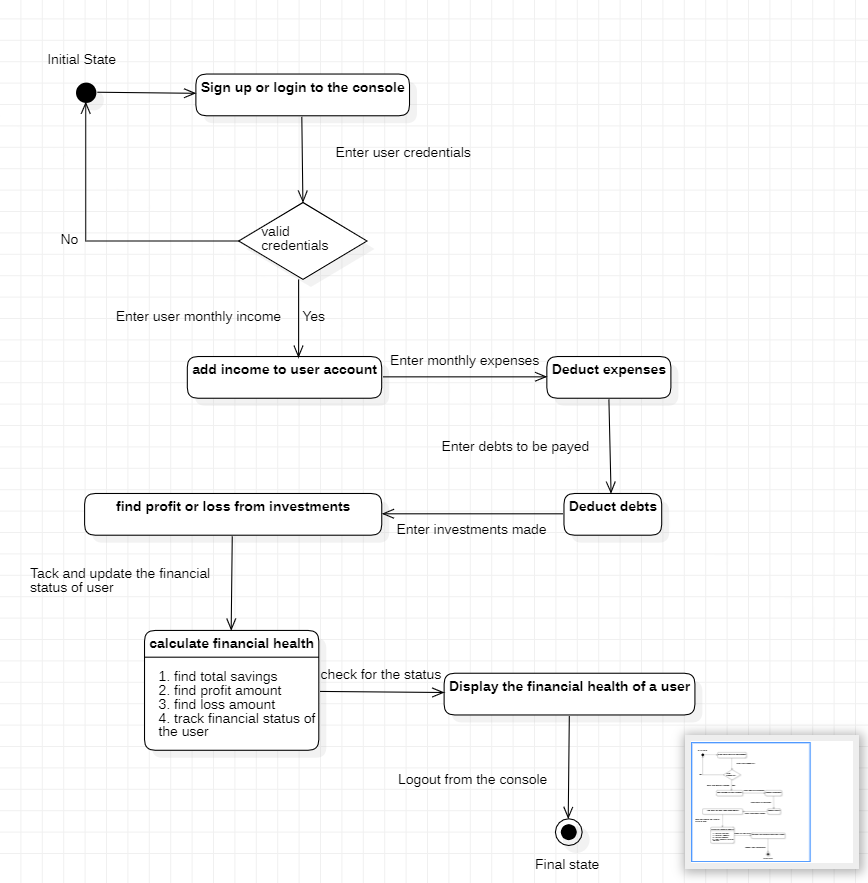 Initial State
Sign up or login to the console
Enter user credentials
valid
credentials
No
Enter user monthly income
Yes
add income to user account
Enter monthly expenses
Deduct expenses
Enter debts to be payed
Deduct debts
Enter investments made
find profit or loss from investments
Tack and update the financial
status of user
calculate financial health
1. find total savings
2. find profit amount
3. find loss amount
4. track financial status of
the user
check for the status
Display the financial health of a user
Logout from the console
Final state